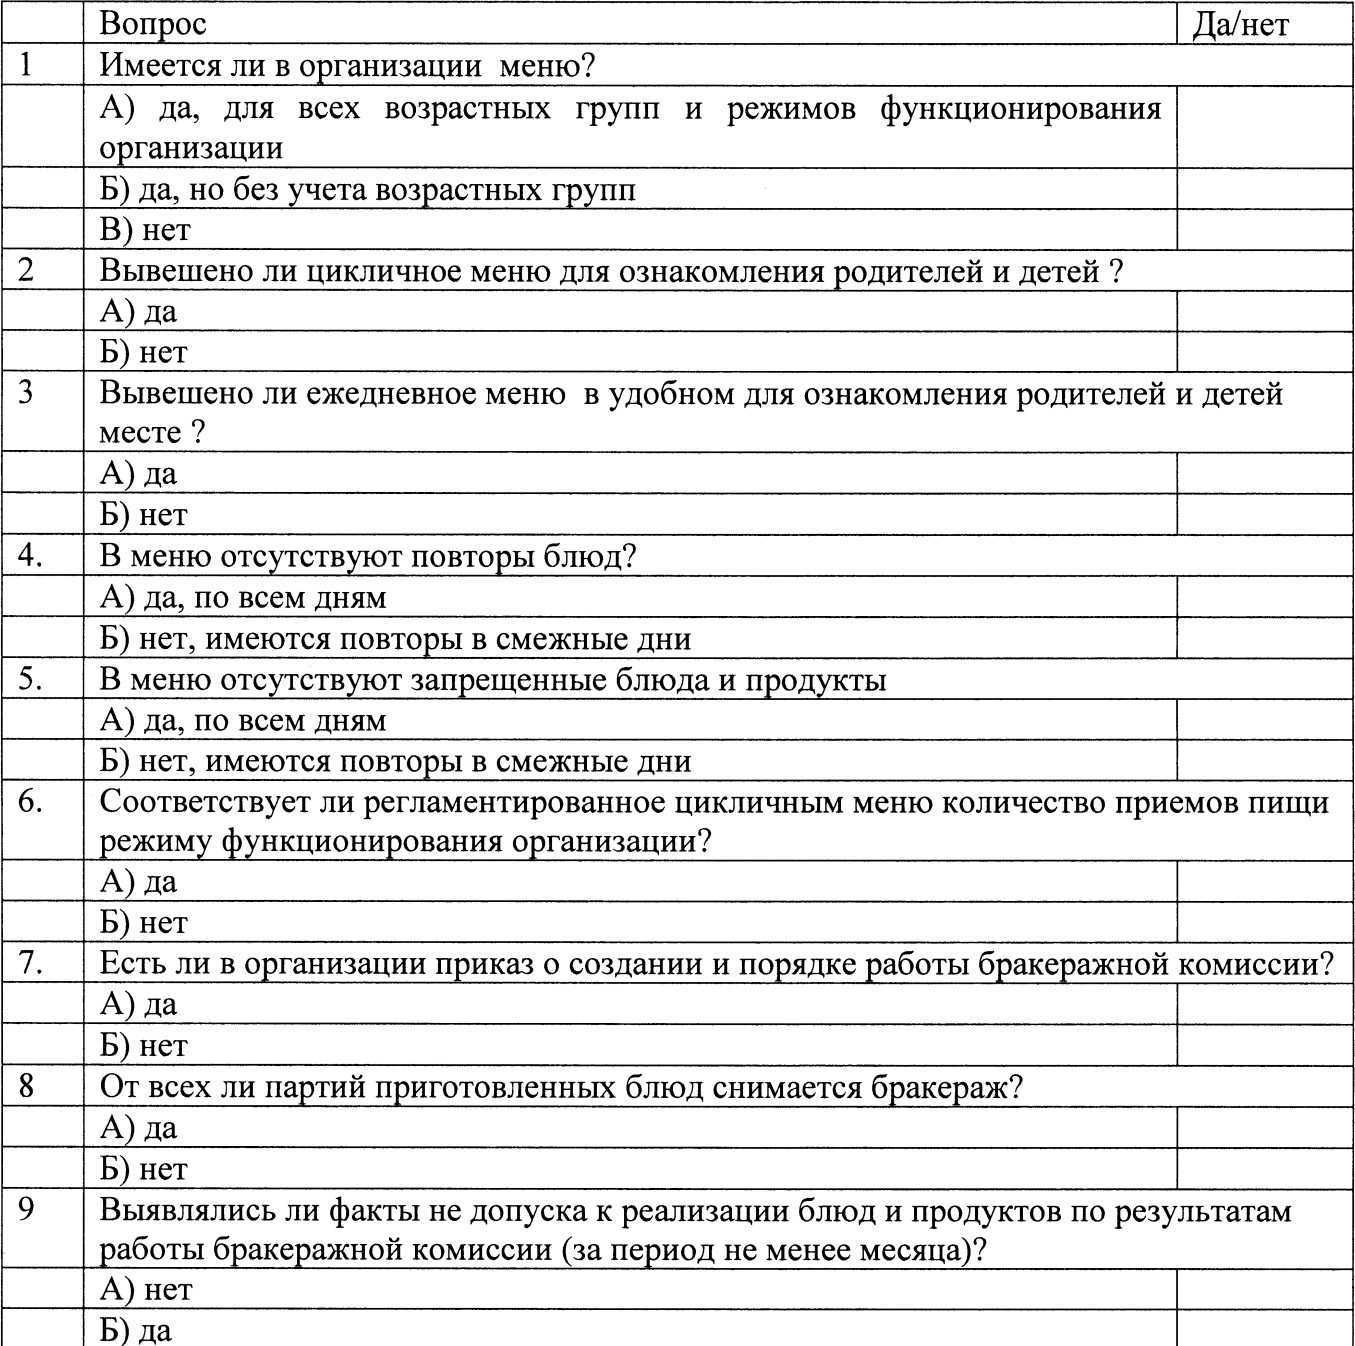 Вопрос Да/нет
1 Имеется ли в организации меню?
А) да, для всех возрастных групп и режимов функционирования
организации
Б) да, но без учета возрастных групп
В) нет
2 Вывешено ли цикличное меню для ознакомления родителей и детей ?
А) да
Б) нет
3 Вывешено ли ежедневное меню в удобном для ознакомления родителей и детей
месте ?
А) да
Б) нет
4. В меню отсутствуют повторы блюд?
А) да, по всем дням
Б) нет, имеются повторы в смежные дни
5. В меню отсутствуют запрещенные блюда и продукты
А) да, по всем дням
Б) нет, имеются повторы в смежные дни
6. Соответствует ли регламентированное цикличным меню количество приемов пищи
режиму функционирования организации?
А) да
Б) нет
7. Есть ли в организации приказ о создании и порядке работы бракеражной комиссии?
А) да
Б) нет
8 От всех ли партий приготовленных блюд снимается бракераж?
А) да
Б) нет
9 Выявлялись ли факты не допуска к реализации блюд и продуктов по результатам
работы бракеражной комиссии (за период не менее месяца)?
А) нет
Б) да